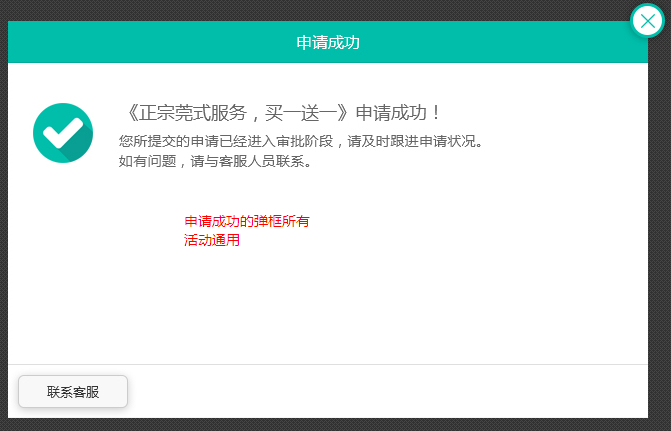 申请成功
《正宗莞式服务，买一送一》申请成功！
您所提交的申请已经进入审批阶段，请及时跟进申请状况。
如有问题，请与客服人员联系。
申请成功的弹框所有
活动通用
联系客服